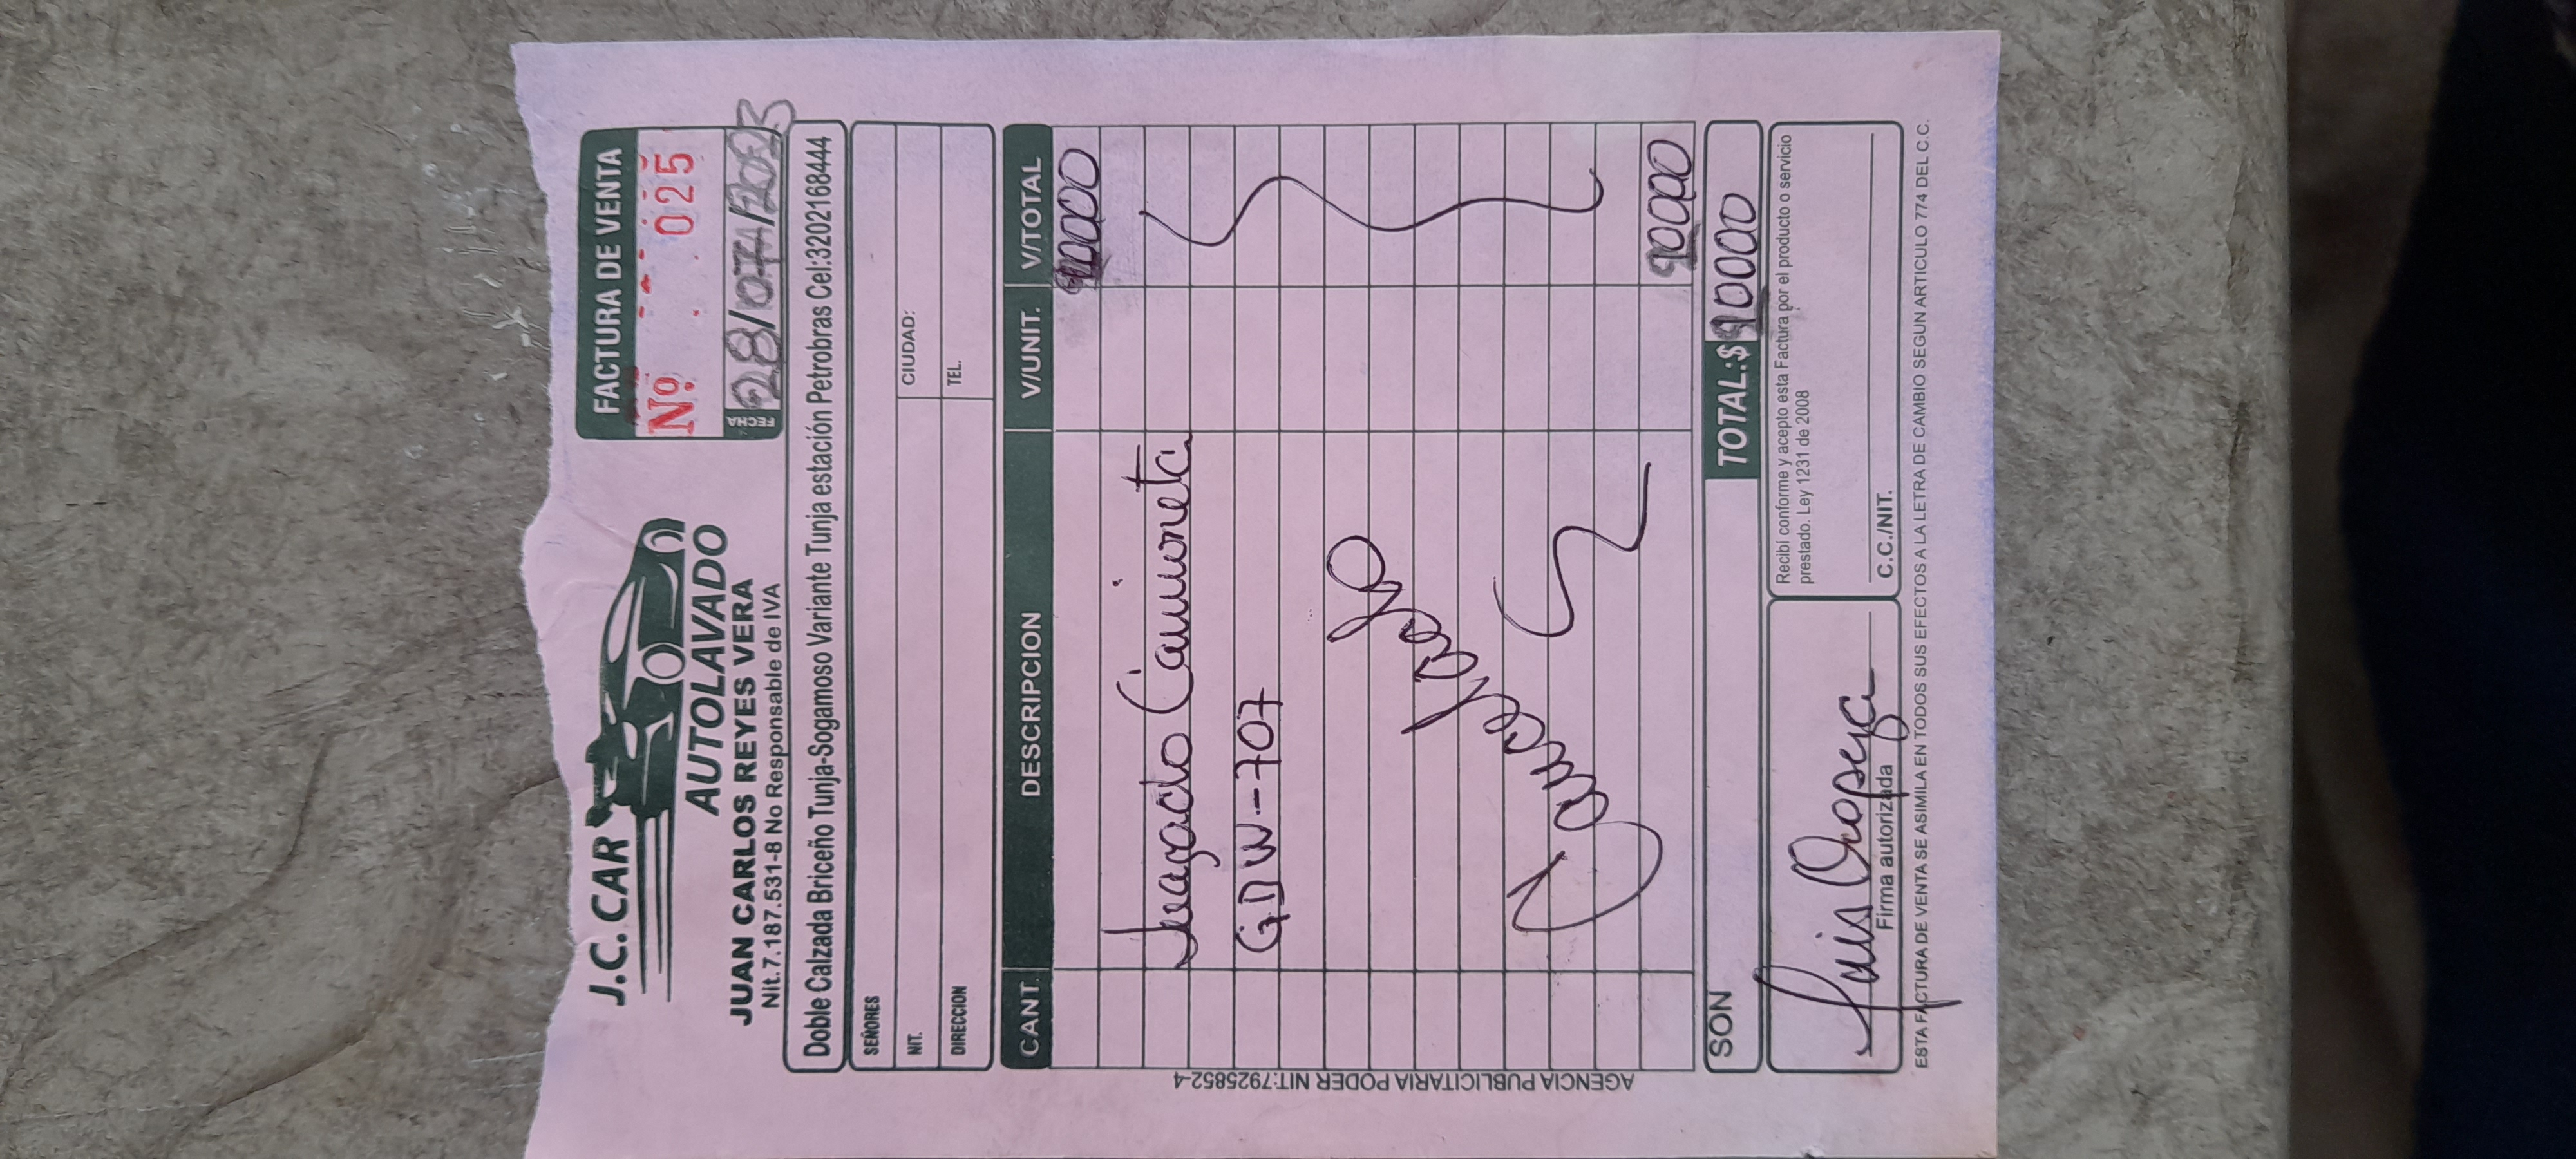 J.C. CAR
AUTOLAVADO
JUAN CARLOS REYES VERA
Nit.7.187.531-8 No Responsable de IVA
FACTURA DE VENTA
Nº 025
FECHA 28/07/2023
Doble Calzada Briceño Tunja-Sogamoso Variante Tunja estación Petrobras Cel:3202168444
SEÑORES
NIT. CIUDAD:
DIRECCION TEL.
CANT. DESCRIPCION V/UNIT. V/TOTAL
90000
Camioneta
GDW-707
Cancelado
90000
SON TOTAL:$ 90000
Luis Oropeza
Firma autorizada
Recibí conforme y acepto esta Factura por el producto o servicio
prestado. Ley 1231 de 2008
C.C./NIT.
ESTA FACTURA DE VENTA SE ASIMILA EN TODOS SUS EFECTOS A LA LETRA DE CAMBIO SEGUN ARTICULO 774 DEL C.C.
AGENCIA PUBLICITARIA PODER NIT:7925852-4